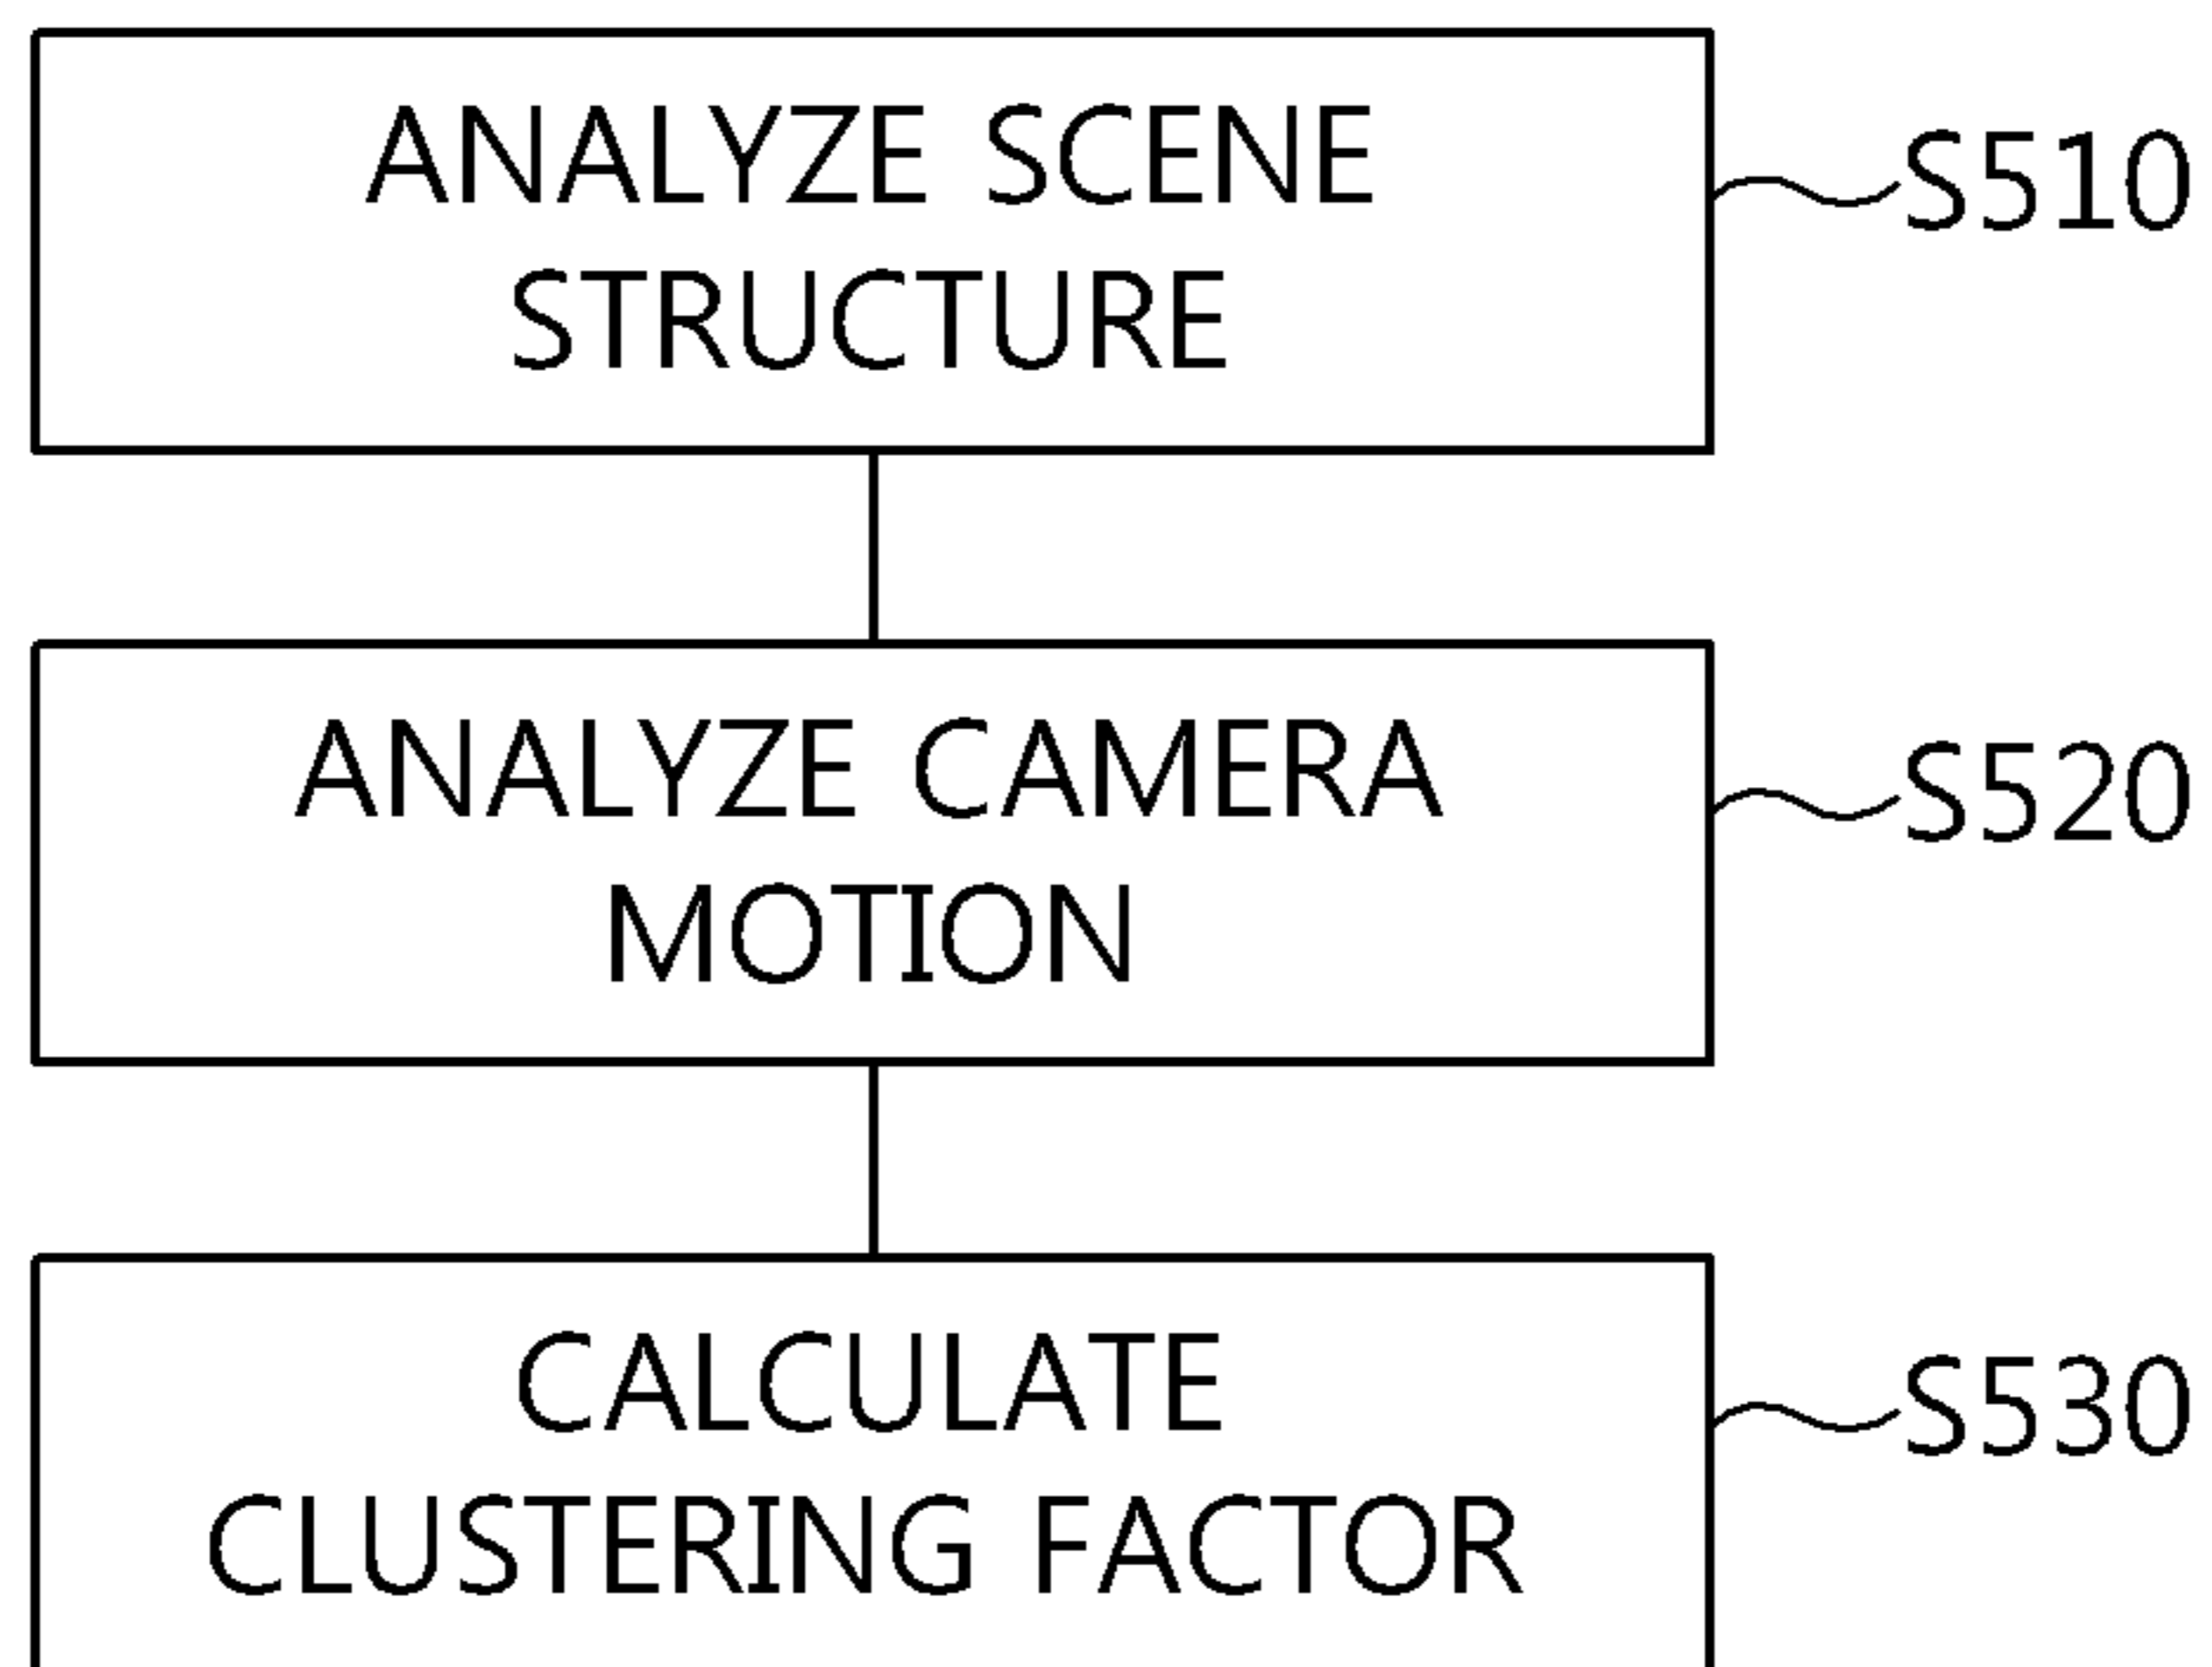 ANALYZE SCENE
STRUCTURE
S510
ANALYZE CAMERA
MOTION
S520
CALCULATE
CLUSTERING FACTOR
S530